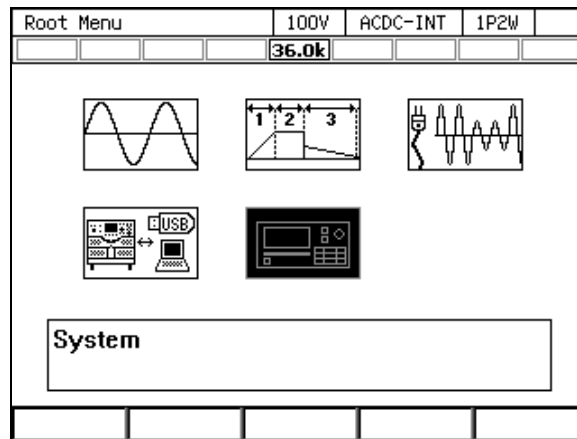 Root Menu 100V ACDC-INT 1P2W
36.0k
1 2 3
USB
System